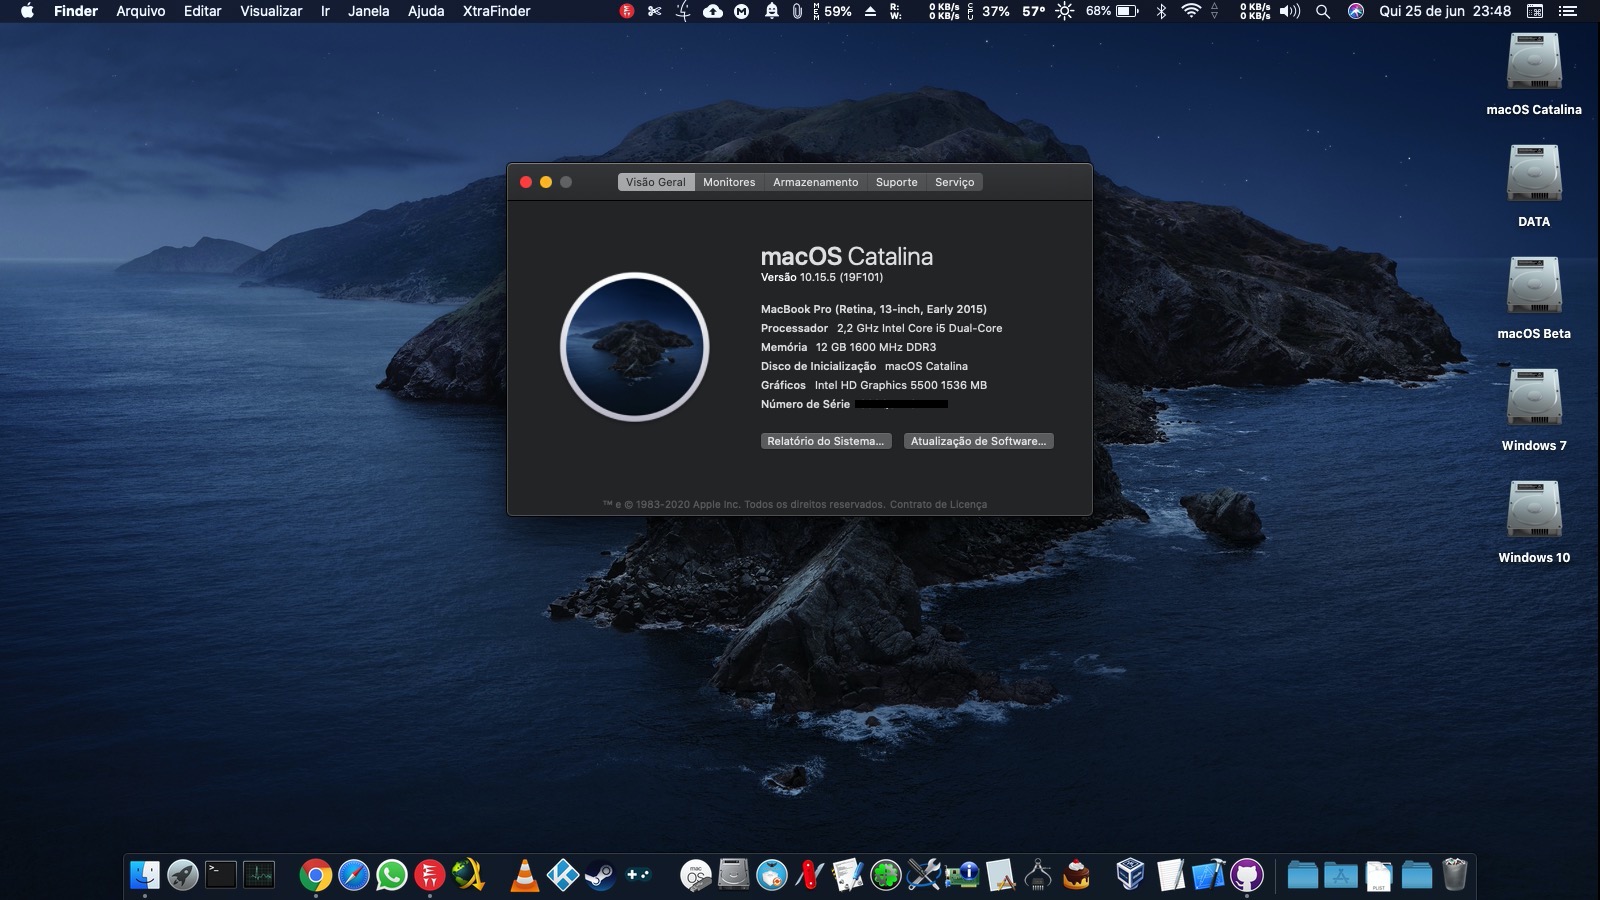 Finder Arquivo Editar Visualizar Ir Janela Ajuda XtraFinder
MEM 59% R: W: 0 KB/s 0 KB/s CPU 37% 57° 68% 0 KB/s 0 KB/s Qui 25 de jun 23:48
macOS Catalina
DATA
macOS Beta
Windows 7
Windows 10
Visão Geral Monitores Armazenamento Suporte Serviço
macOS Catalina
Versão 10.15.5 (19F101)
MacBook Pro (Retina, 13-inch, Early 2015)
Processador 2,2 GHz Intel Core i5 Dual-Core
Memória 12 GB 1600 MHz DDR3
Disco de Inicialização macOS Catalina
Gráficos Intel HD Graphics 5500 1536 MB
Número de Série
Relatório do Sistema... Atualização de Software...
™ e © 1983-2020 Apple Inc. Todos os direitos reservados. Contrato de Licença
mac
OS
PLIST